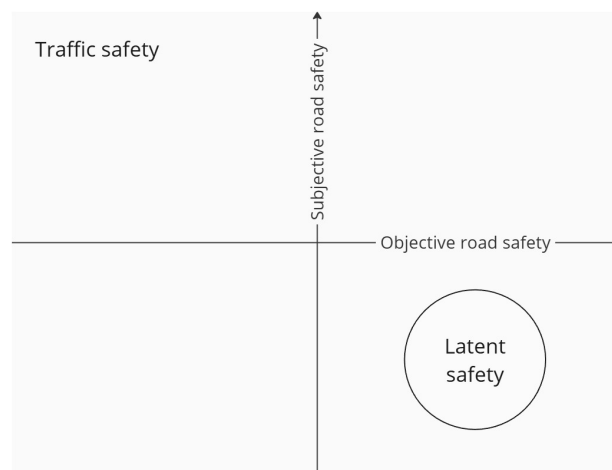 Traffic safety
Subjective road safety
Objective road safety
Latent
safety